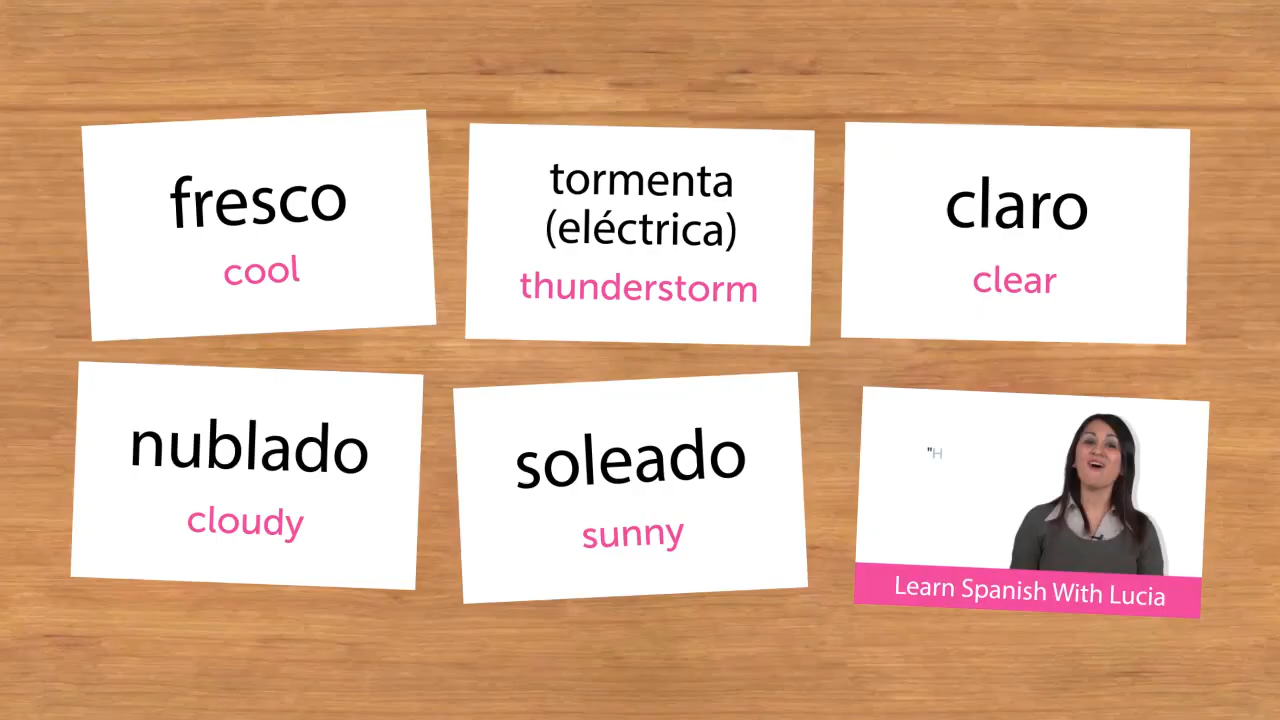 fresco
cool
tormenta
(eléctrica)
thunderstorm
claro
clear
nublado
cloudy
soleado
sunny
"H
Learn Spanish With Lucia